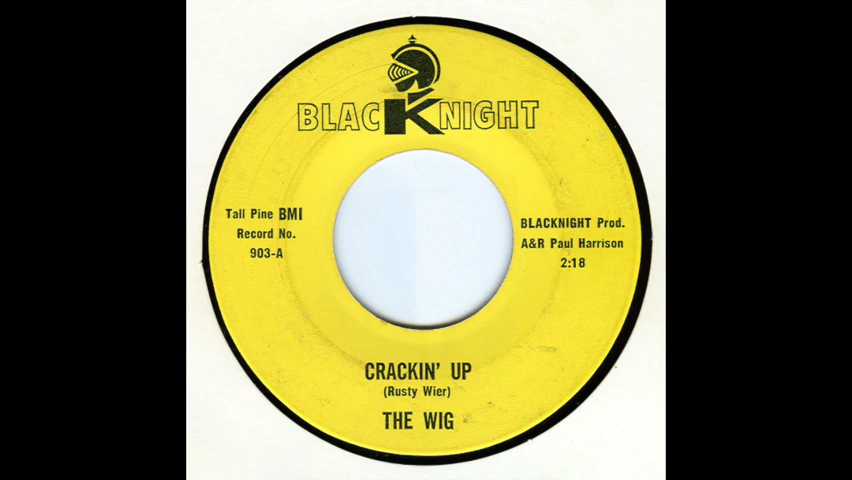 BLACKNIGHT
Tall Pine BMI
Record No.
903-A
BLACKNIGHT Prod.
A&R Paul Harrison
2:18
CRACKIN' UP
(Rusty Wier)
THE WIG